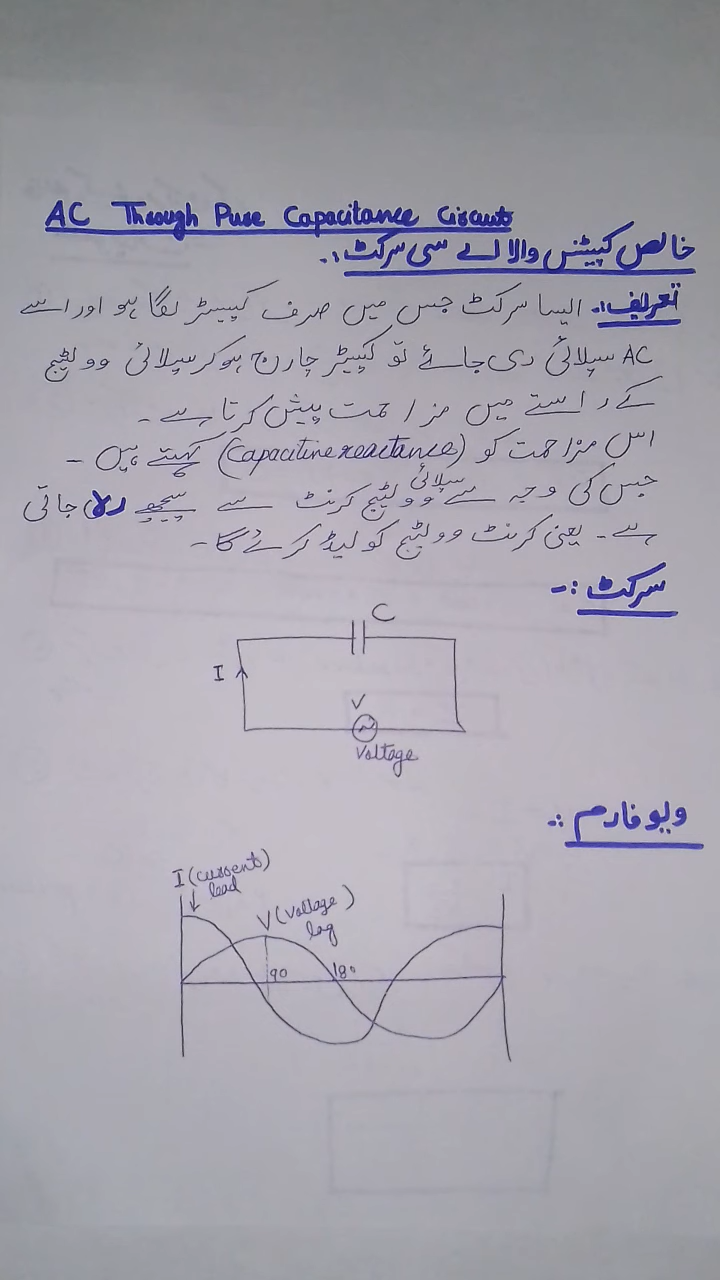 AC Through Pure Capacitance Circuits
خالص کپیٹنس والا اے سی سرکٹ :۔
تعریف :۔ ایسا سرکٹ جس میں صرف کپیسٹر لگا ہو اور اسے
AC سپلائی دی جائے تو کپیسٹر چارج ہو کر سپلائی وولٹیج
کے راستے میں مزاحمت پیش کرتا ہے ۔
اس مزاحمت کو (Capacitive reactance) کہتے ہیں ۔
جس کی وجہ سے سپلائی وولٹیج کرنٹ سے پیچھے رہ جاتی
ہے ۔ یعنی کرنٹ وولٹیج کو لیڈ کرے گا ۔
سرکٹ :۔
C
I
V
Voltage
ویو فارم :۔
I (current)
lead
V (Voltage)
lag
90
180